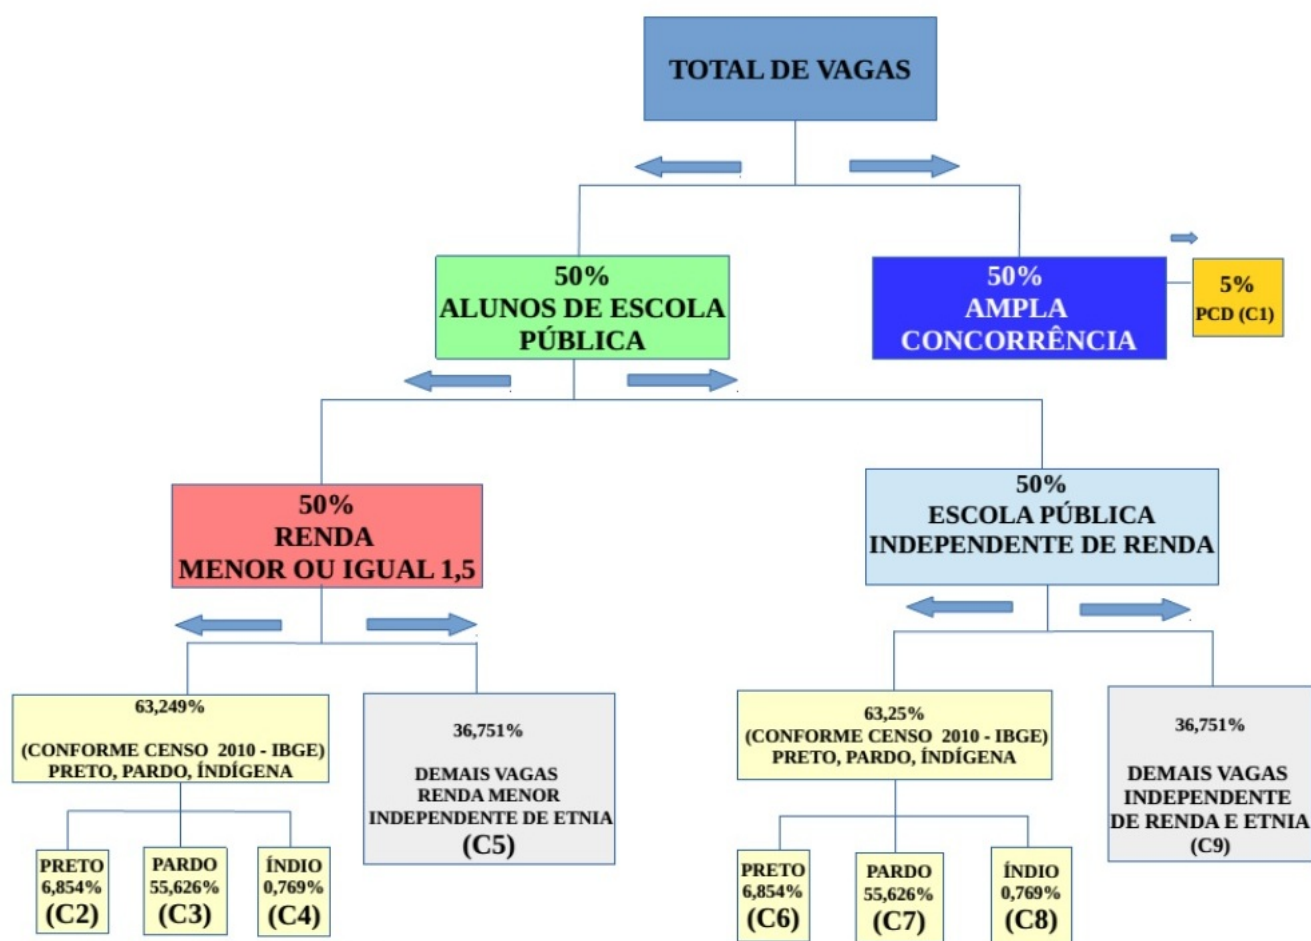 TOTAL DE VAGAS
50%
ALUNOS DE ESCOLA
PÚBLICA
50%
AMPLA
CONCORRÊNCIA
5%
PCD (C1)
50%
RENDA
MENOR OU IGUAL 1,5
50%
ESCOLA PÚBLICA
INDEPENDENTE DE RENDA
63,249%
(CONFORME CENSO 2010 - IBGE)
PRETO, PARDO, ÍNDÍGENA
36,751%
DEMAIS VAGAS
RENDA MENOR
INDEPENDENTE DE ETNIA
(C5)
63,25%
(CONFORME CENSO 2010 - IBGE)
PRETO, PARDO, ÍNDÍGENA
36,751%
DEMAIS VAGAS
INDEPENDENTE
DE RENDA E ETNIA
(C9)
PRETO
6,854%
(C2)
PARDO
55,626%
(C3)
ÍNDIO
0,769%
(C4)
PRETO
6,854%
(C6)
PARDO
55,626%
(C7)
ÍNDIO
0,769%
(C8)